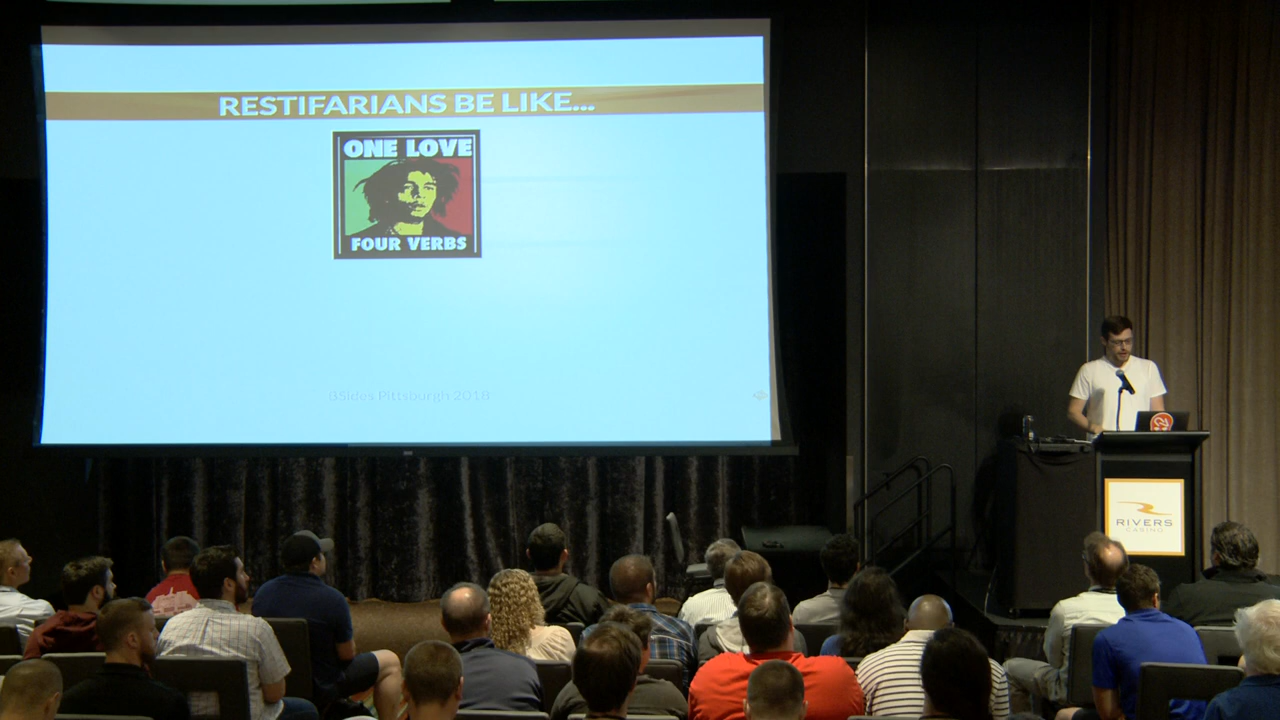 RESTIFARIANS BE LIKE...
ONE LOVE
FOUR VERBS
BSides Pittsburgh 2018
RIVERS
CASINO